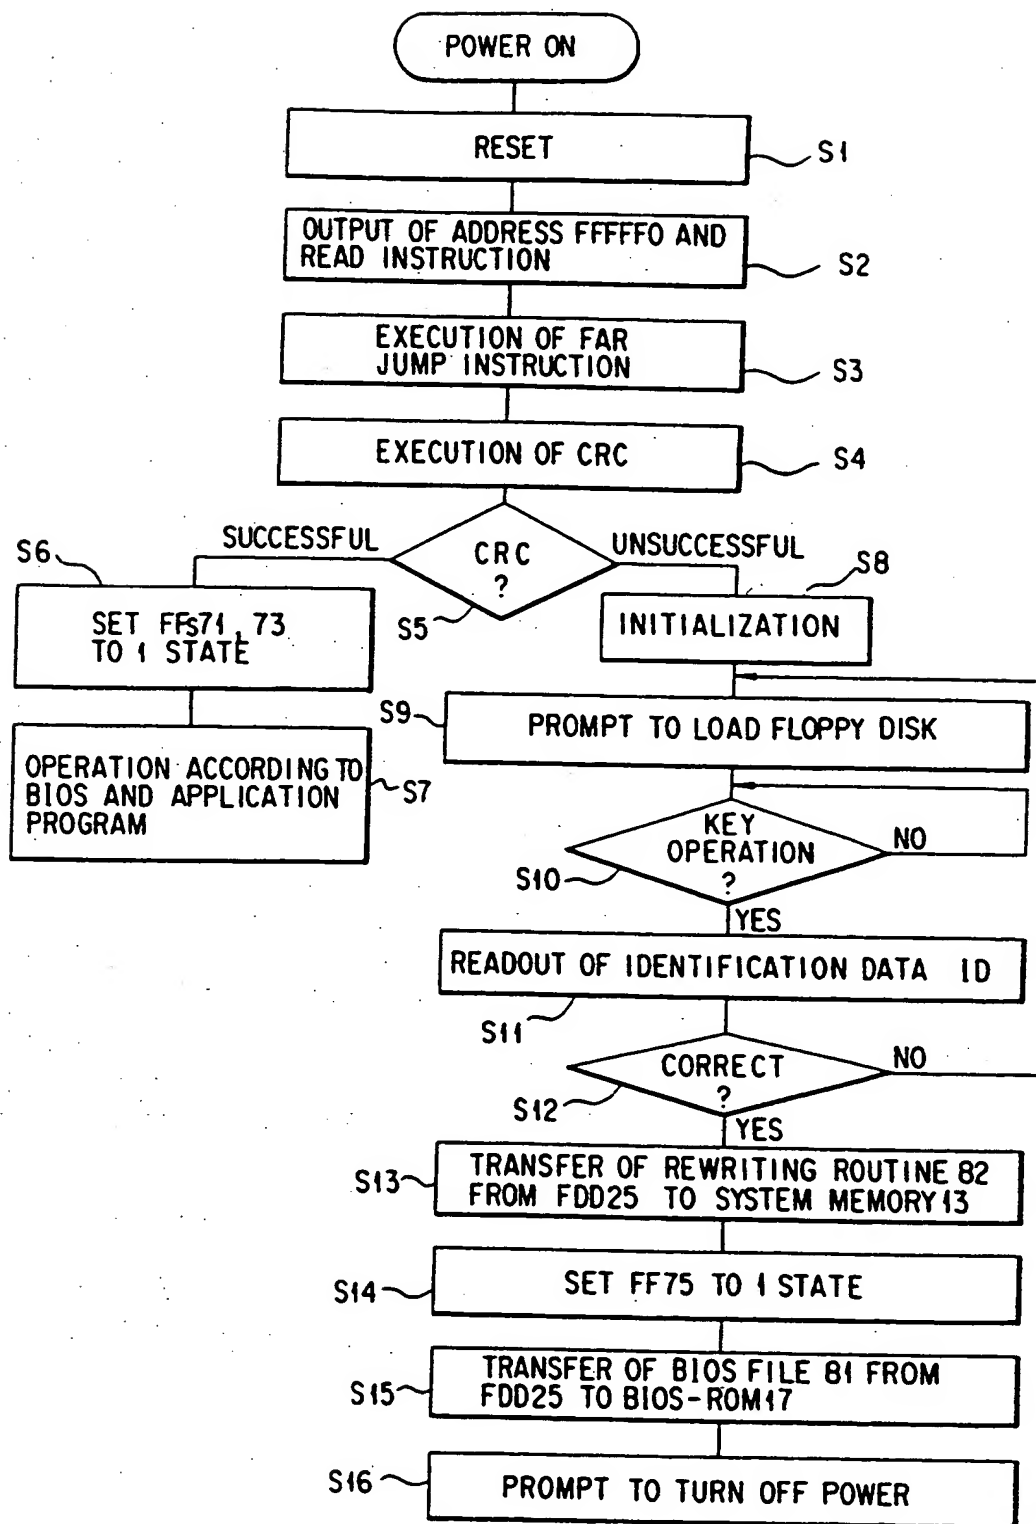 POWER ON
RESET
S1
OUTPUT OF ADDRESS FFFFF0 AND
READ INSTRUCTION
S2
EXECUTION OF FAR
JUMP INSTRUCTION
S3
EXECUTION OF CRC
S4
SUCCESSFUL
CRC
?
UNSUCCESSFUL
S5
S6
SET FFs71, 73
TO 1 STATE
S8
INITIALIZATION
S9
PROMPT TO LOAD FLOPPY DISK
OPERATION ACCORDING TO
BIOS AND APPLICATION
PROGRAM
S7
KEY
OPERATION
?
NO
S10
YES
READOUT OF IDENTIFICATION DATA ID
S11
CORRECT
?
NO
S12
YES
S13
TRANSFER OF REWRITING ROUTINE 82
FROM FDD25 TO SYSTEM MEMORY 13
S14
SET FF75 TO 1 STATE
S15
TRANSFER OF BIOS FILE 81 FROM
FDD25 TO BIOS-ROM17
S16
PROMPT TO TURN OFF POWER